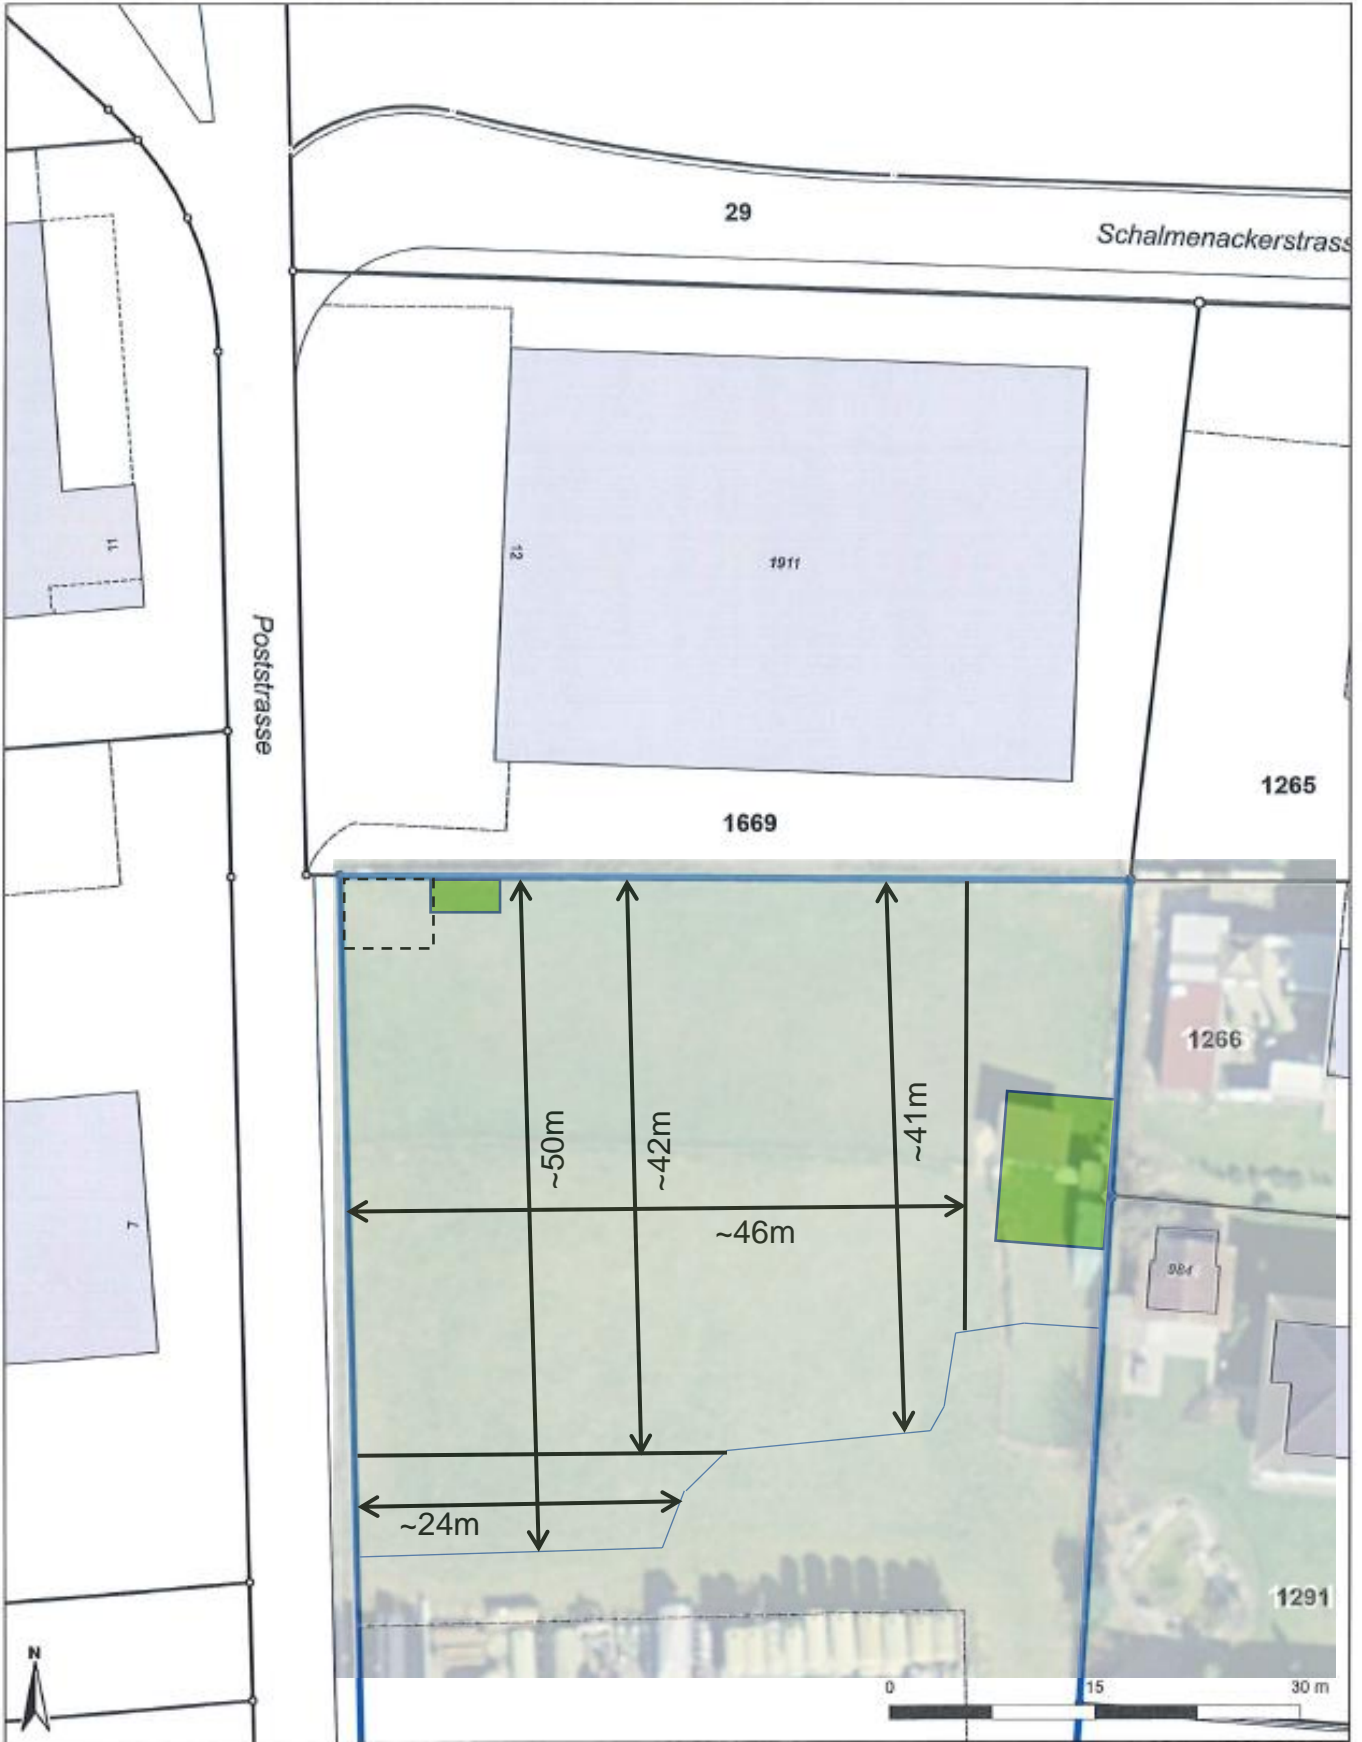 29
Schalmenackerstrass
11
12
1911
Poststrasse
1265
1669
1266
~50m
~42m
~41m
~46m
7
984
~24m
1291
N
0 15 30 m